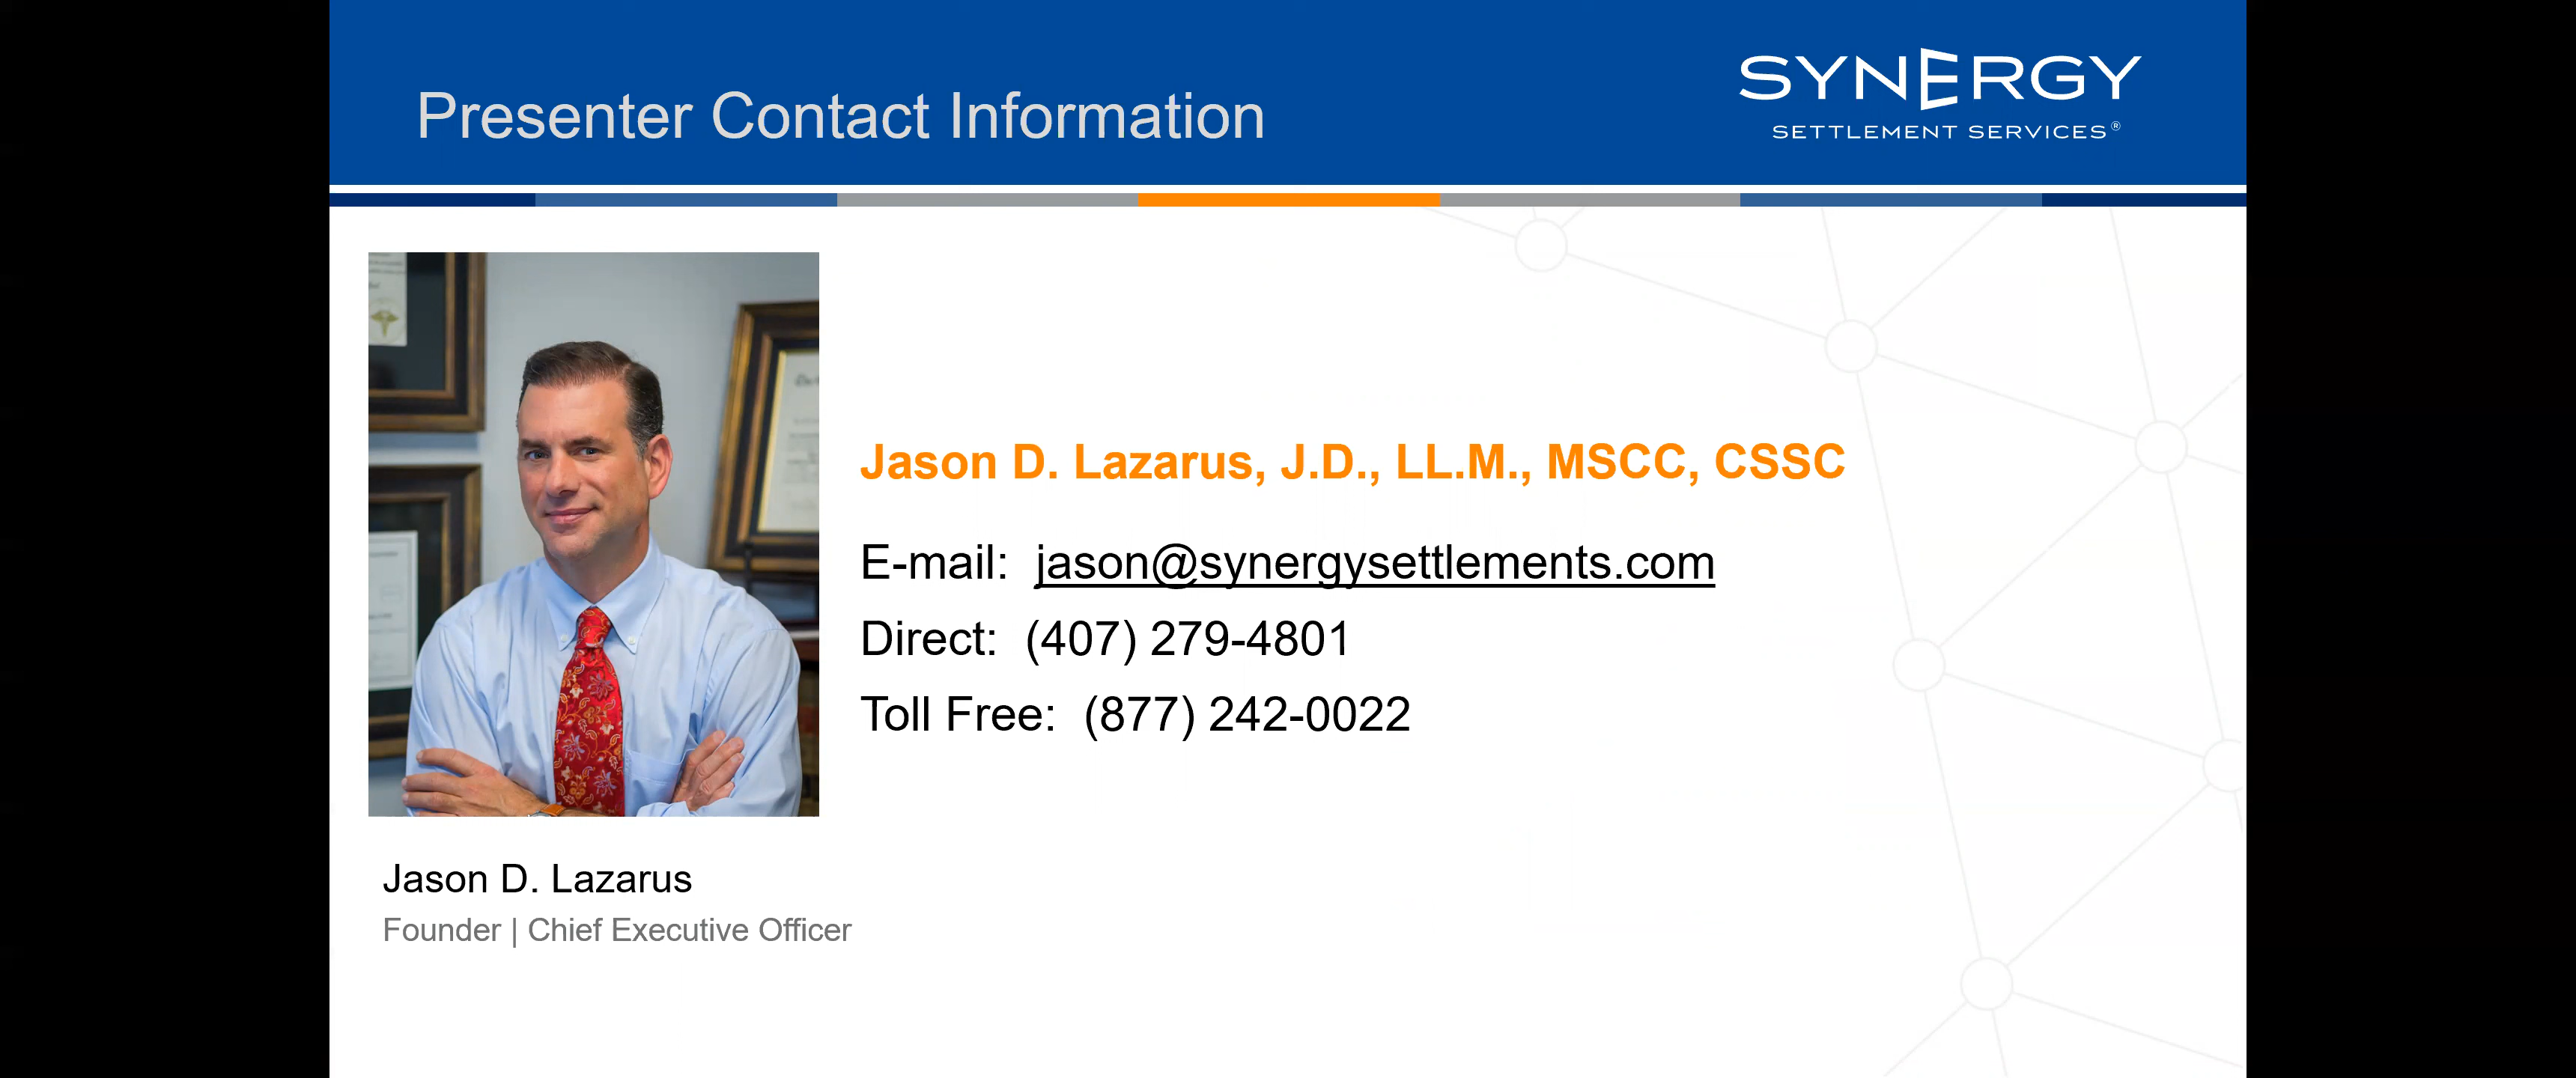 Presenter Contact Information
SYNERGY
SETTLEMENT SERVICES®
Jason D. Lazarus, J.D., LL.M., MSCC, CSSC
E-mail: jason@synergysettlements.com
Direct: (407) 279-4801
Toll Free: (877) 242-0022
Jason D. Lazarus
Founder | Chief Executive Officer